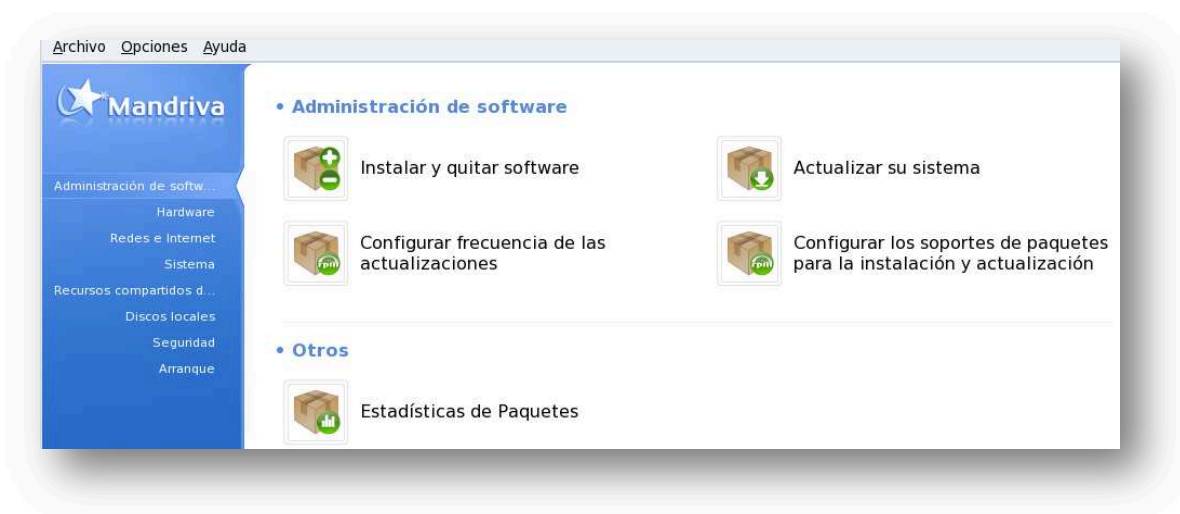 Archivo Opciones Ayuda
Mandriva
Administración de softw...
Hardware
Redes e Internet
Sistema
Recursos compartidos d...
Discos locales
Seguridad
Arranque
• Administración de software
Instalar y quitar software
Actualizar su sistema
Configurar frecuencia de las
actualizaciones
Configurar los soportes de paquetes
para la instalación y actualización
rpm
rpm
• Otros
Estadísticas de Paquetes